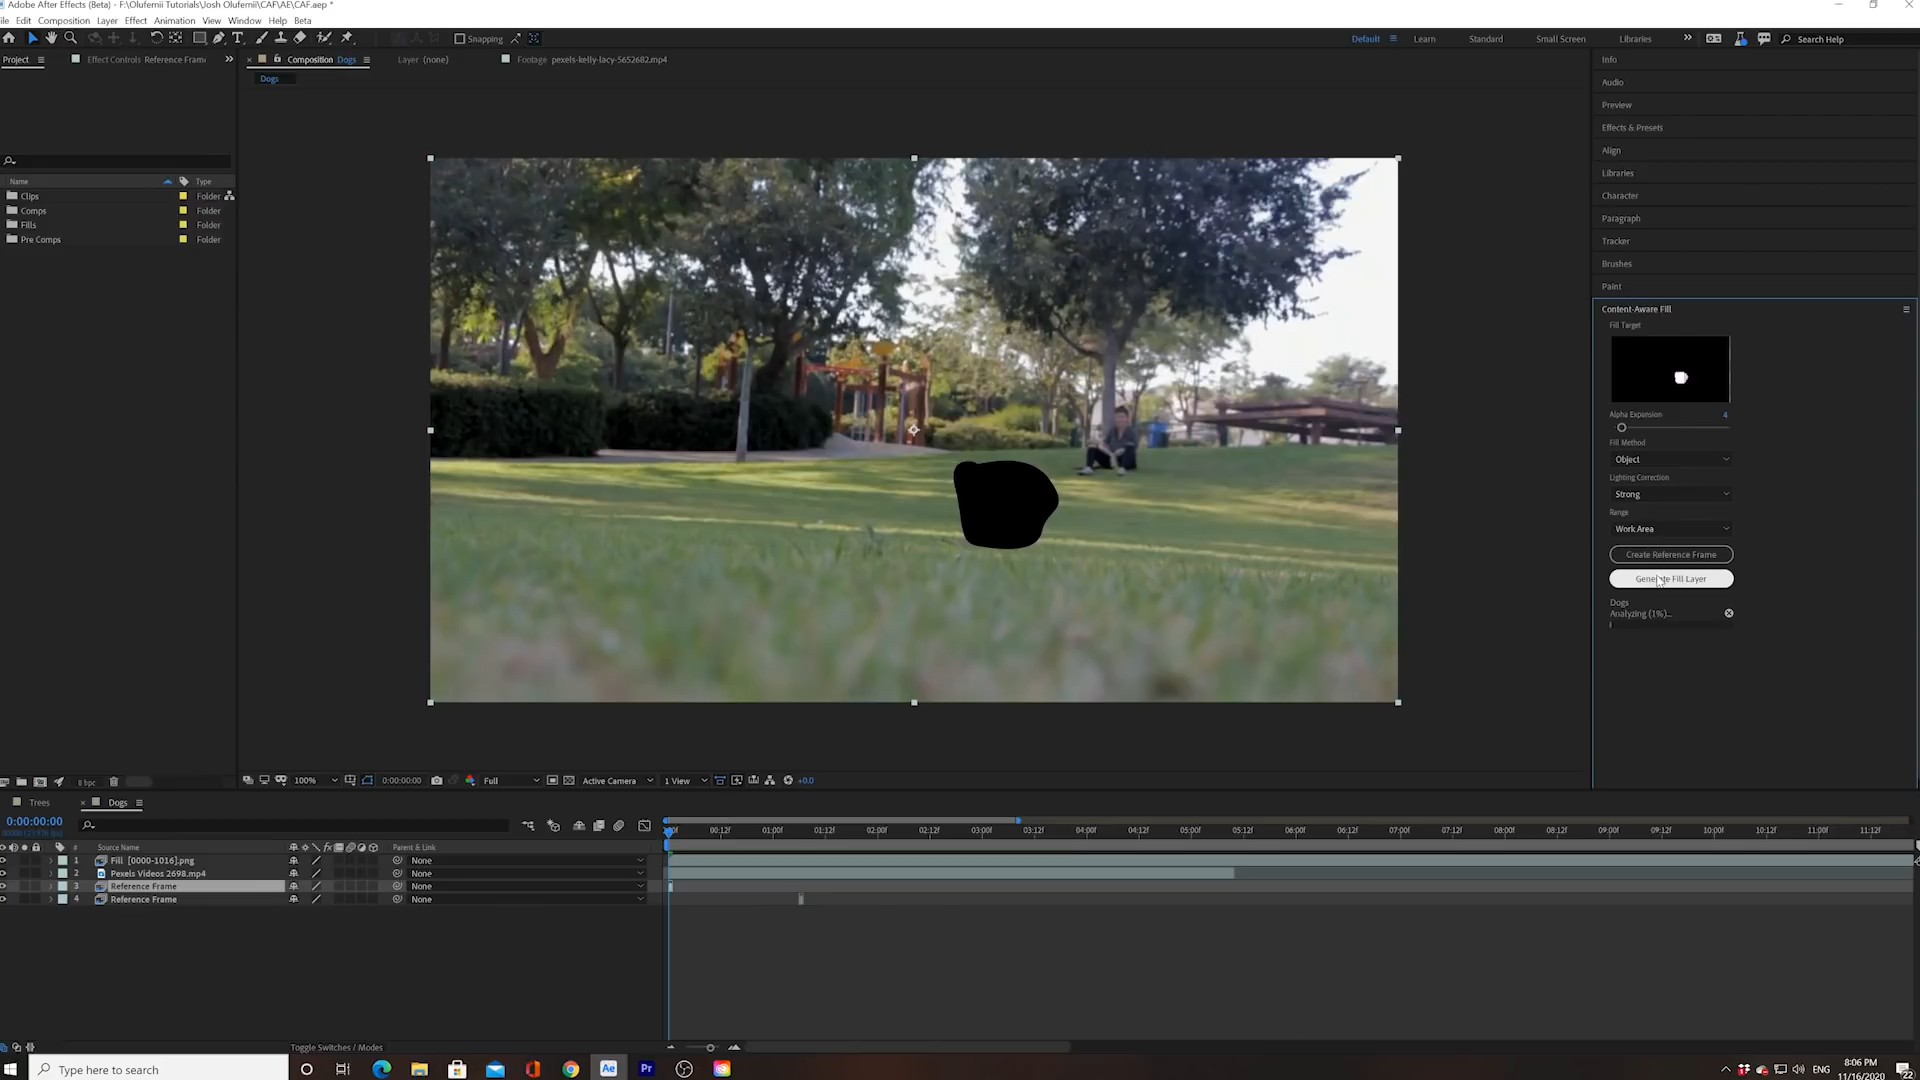 Adobe After Effects (Beta) - F:\Olufemii Tutorials\Josh Olufemii\CAF\AE\CAF.aep *
ile Edit Composition Layer Effect Animation View Window Help Beta
Snapping
Default Learn Standard Small Screen Libraries Search Help
Project Effect Controls Reference Fram
Composition Dogs Layer (none) Footage pexels-kelly-lacy-5652682.mp4
Dogs
Name Type
Clips Folder
Comps Folder
Fills Folder
Pre Comps Folder
Info
Audio
Preview
Effects & Presets
Align
Libraries
Character
Paragraph
Tracker
Brushes
Paint
Content-Aware Fill
Fill Target
Alpha Expansion 4
Fill Method
Object
Lighting Correction
Strong
Range
Work Area
Create Reference Frame
Generate Fill Layer
Dogs
Analyzing (1%)...
8 bpc
100% 0:00:00:00 Full Active Camera 1 View +0.0
Trees Dogs
0:00:00:00
:00f 00:12f 01:00f 01:12f 02:00f 02:12f 03:00f 03:12f 04:00f 04:12f 05:00f 05:12f 06:00f 06:12f 07:00f 07:12f 08:00f 08:12f 09:00f 09:12f 10:00f 10:12f 11:00f 11:12f
# Source Name fx Parent & Link
1 Fill [0000-1016].png None
2 Pexels Videos 2698.mp4 None
3 Reference Frame None
4 Reference Frame None
Toggle Switches / Modes
Type here to search
Ae Pr
ENG
8:06 PM
11/16/2020
22